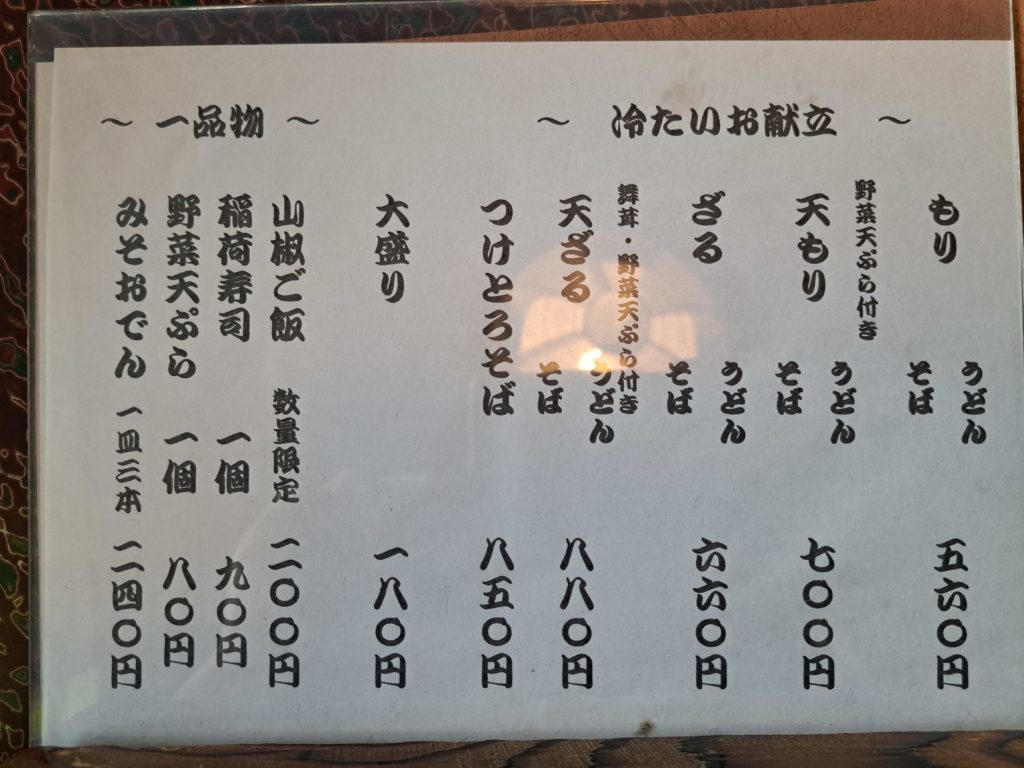 ～ 冷たいお献立 ～
もり うどん そば 五六〇円
野菜天ぷら付き
天もり うどん そば 七〇〇円
ざる うどん そば 六六〇円
舞茸・野菜天ぷら付き
天ざる うどん そば 八八〇円
つけとろそば 八五〇円
大盛り 一八〇円
～ 一品物 ～
山椒ご飯 数量限定 二〇〇円
稲荷寿司 一個 九〇円
野菜天ぷら 一個 八〇円
みそおでん 一皿三本 二四〇円